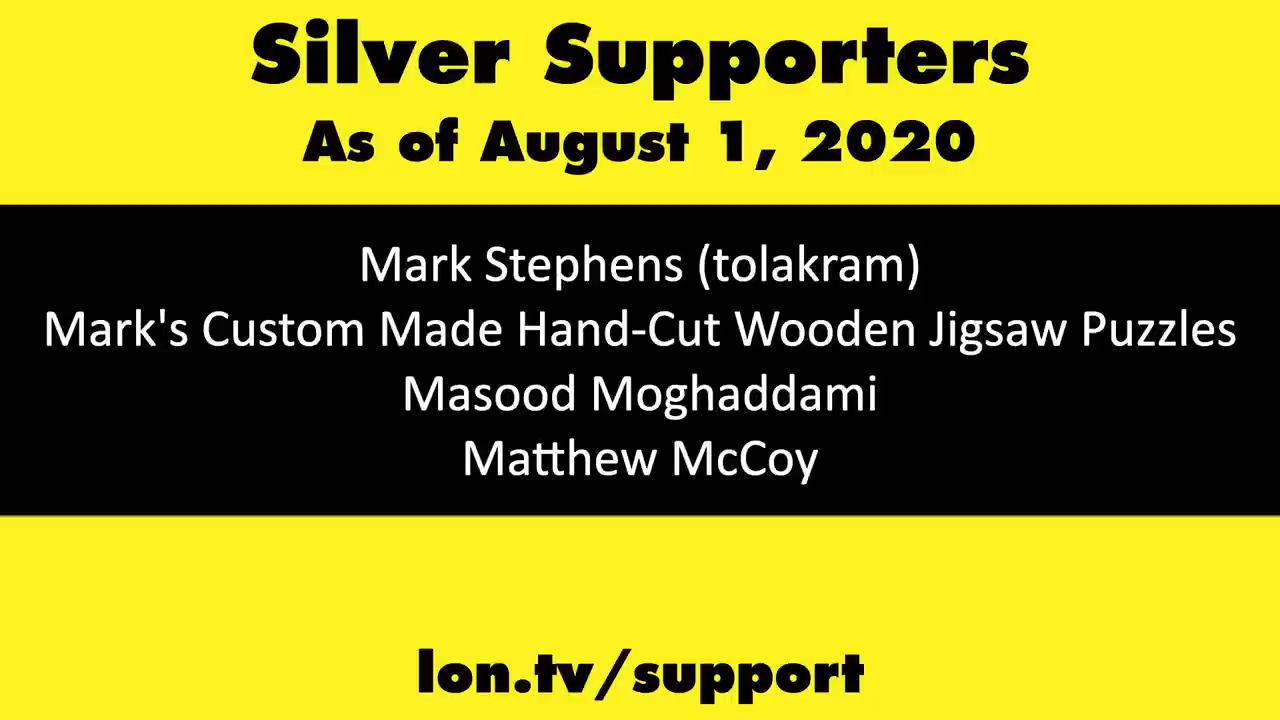 Silver Supporters
As of August 1, 2020
Mark Stephens (tolakram)
Mark's Custom Made Hand-Cut Wooden Jigsaw Puzzles
Masood Moghaddami
Matthew McCoy
lon.tv/support